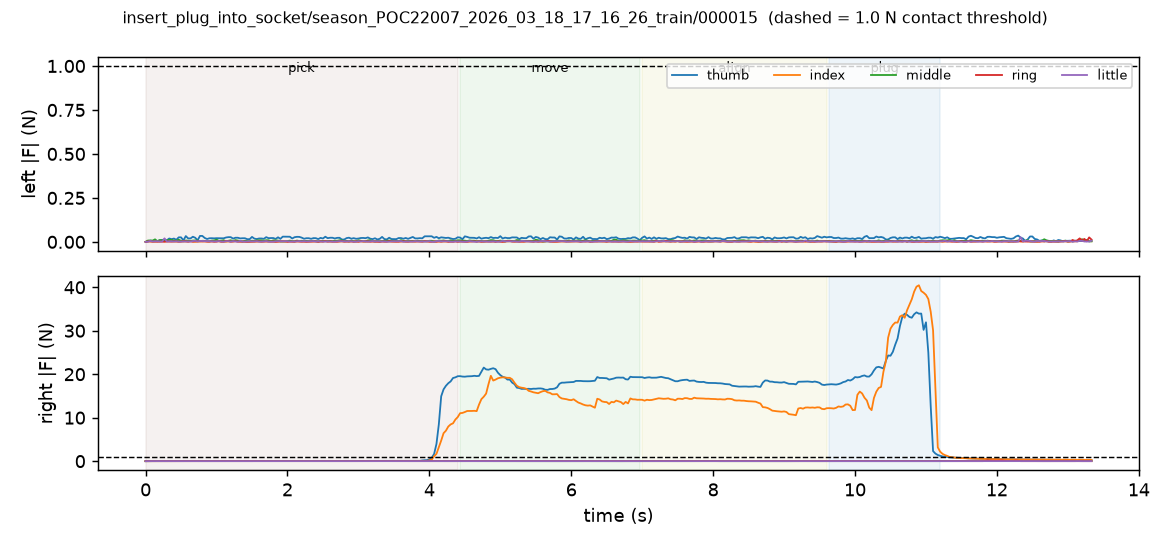 insert_plug_into_socket/season_POC22007_2026_03_18_17_16_26_train/000015 (dashed = 1.0 N contact threshold)
pick move align plug
thumb index middle ring little
left |F| (N)
1.00
0.75
0.50
0.25
0.00
right |F| (N)
40
30
20
10
0
0 2 4 6 8 10 12 14
time (s)